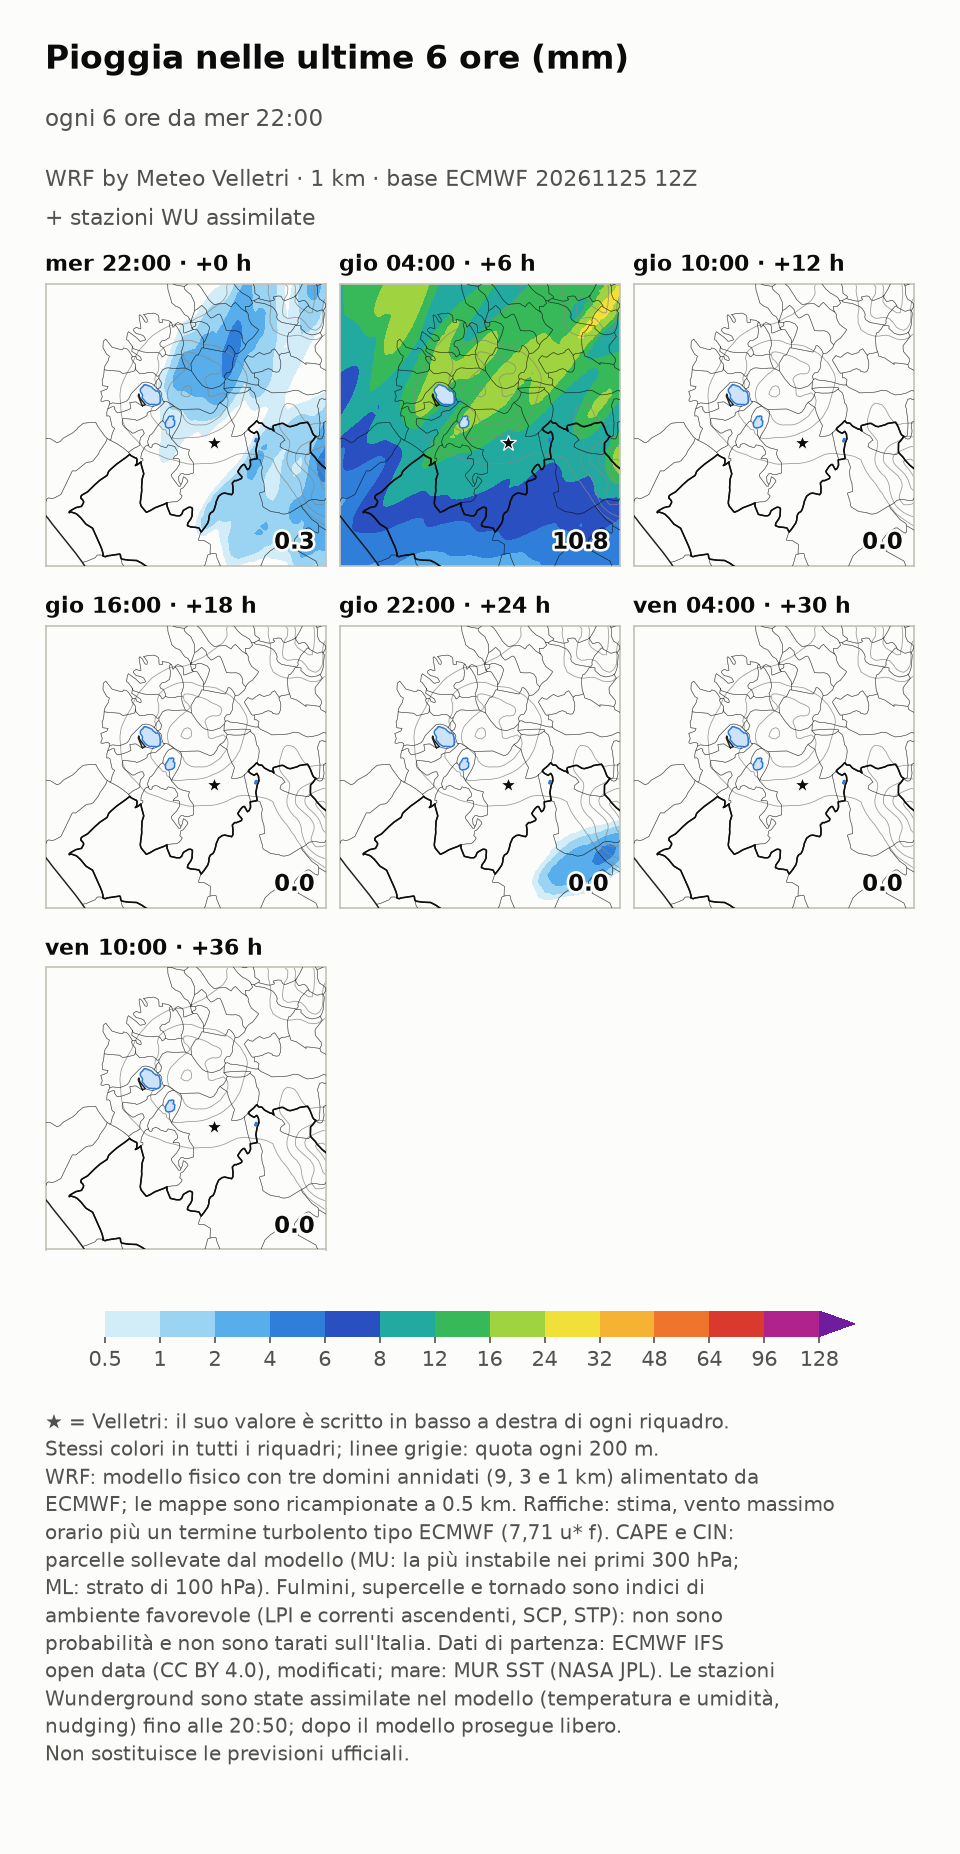 Pioggia nelle ultime 6 ore (mm)
ogni 6 ore da mer 22:00
WRF by Meteo Velletri · 1 km · base ECMWF 20261125 12Z
+ stazioni WU assimilate
mer 22:00 · +0 h
gio 04:00 · +6 h
gio 10:00 · +12 h
0.3
10.8
0.0
gio 16:00 · +18 h
gio 22:00 · +24 h
ven 04:00 · +30 h
0.0
0.0
0.0
ven 10:00 · +36 h
0.0
0.5 1 2 4 6 8 12 16 24 32 48 64 96 128
★ = Velletri: il suo valore è scritto in basso a destra di ogni riquadro.
Stessi colori in tutti i riquadri; linee grigie: quota ogni 200 m.
WRF: modello fisico con tre domini annidati (9, 3 e 1 km) alimentato da
ECMWF; le mappe sono ricampionate a 0.5 km. Raffiche: stima, vento massimo
orario più un termine turbolento tipo ECMWF (7,71 u* f). CAPE e CIN:
parcelle sollevate dal modello (MU: la più instabile nei primi 300 hPa;
ML: strato di 100 hPa). Fulmini, supercelle e tornado sono indici di
ambiente favorevole (LPI e correnti ascendenti, SCP, STP): non sono
probabilità e non sono tarati sull'Italia. Dati di partenza: ECMWF IFS
open data (CC BY 4.0), modificati; mare: MUR SST (NASA JPL). Le stazioni
Wunderground sono state assimilate nel modello (temperatura e umidità,
nudging) fino alle 20:50; dopo il modello prosegue libero.
Non sostituisce le previsioni ufficiali.